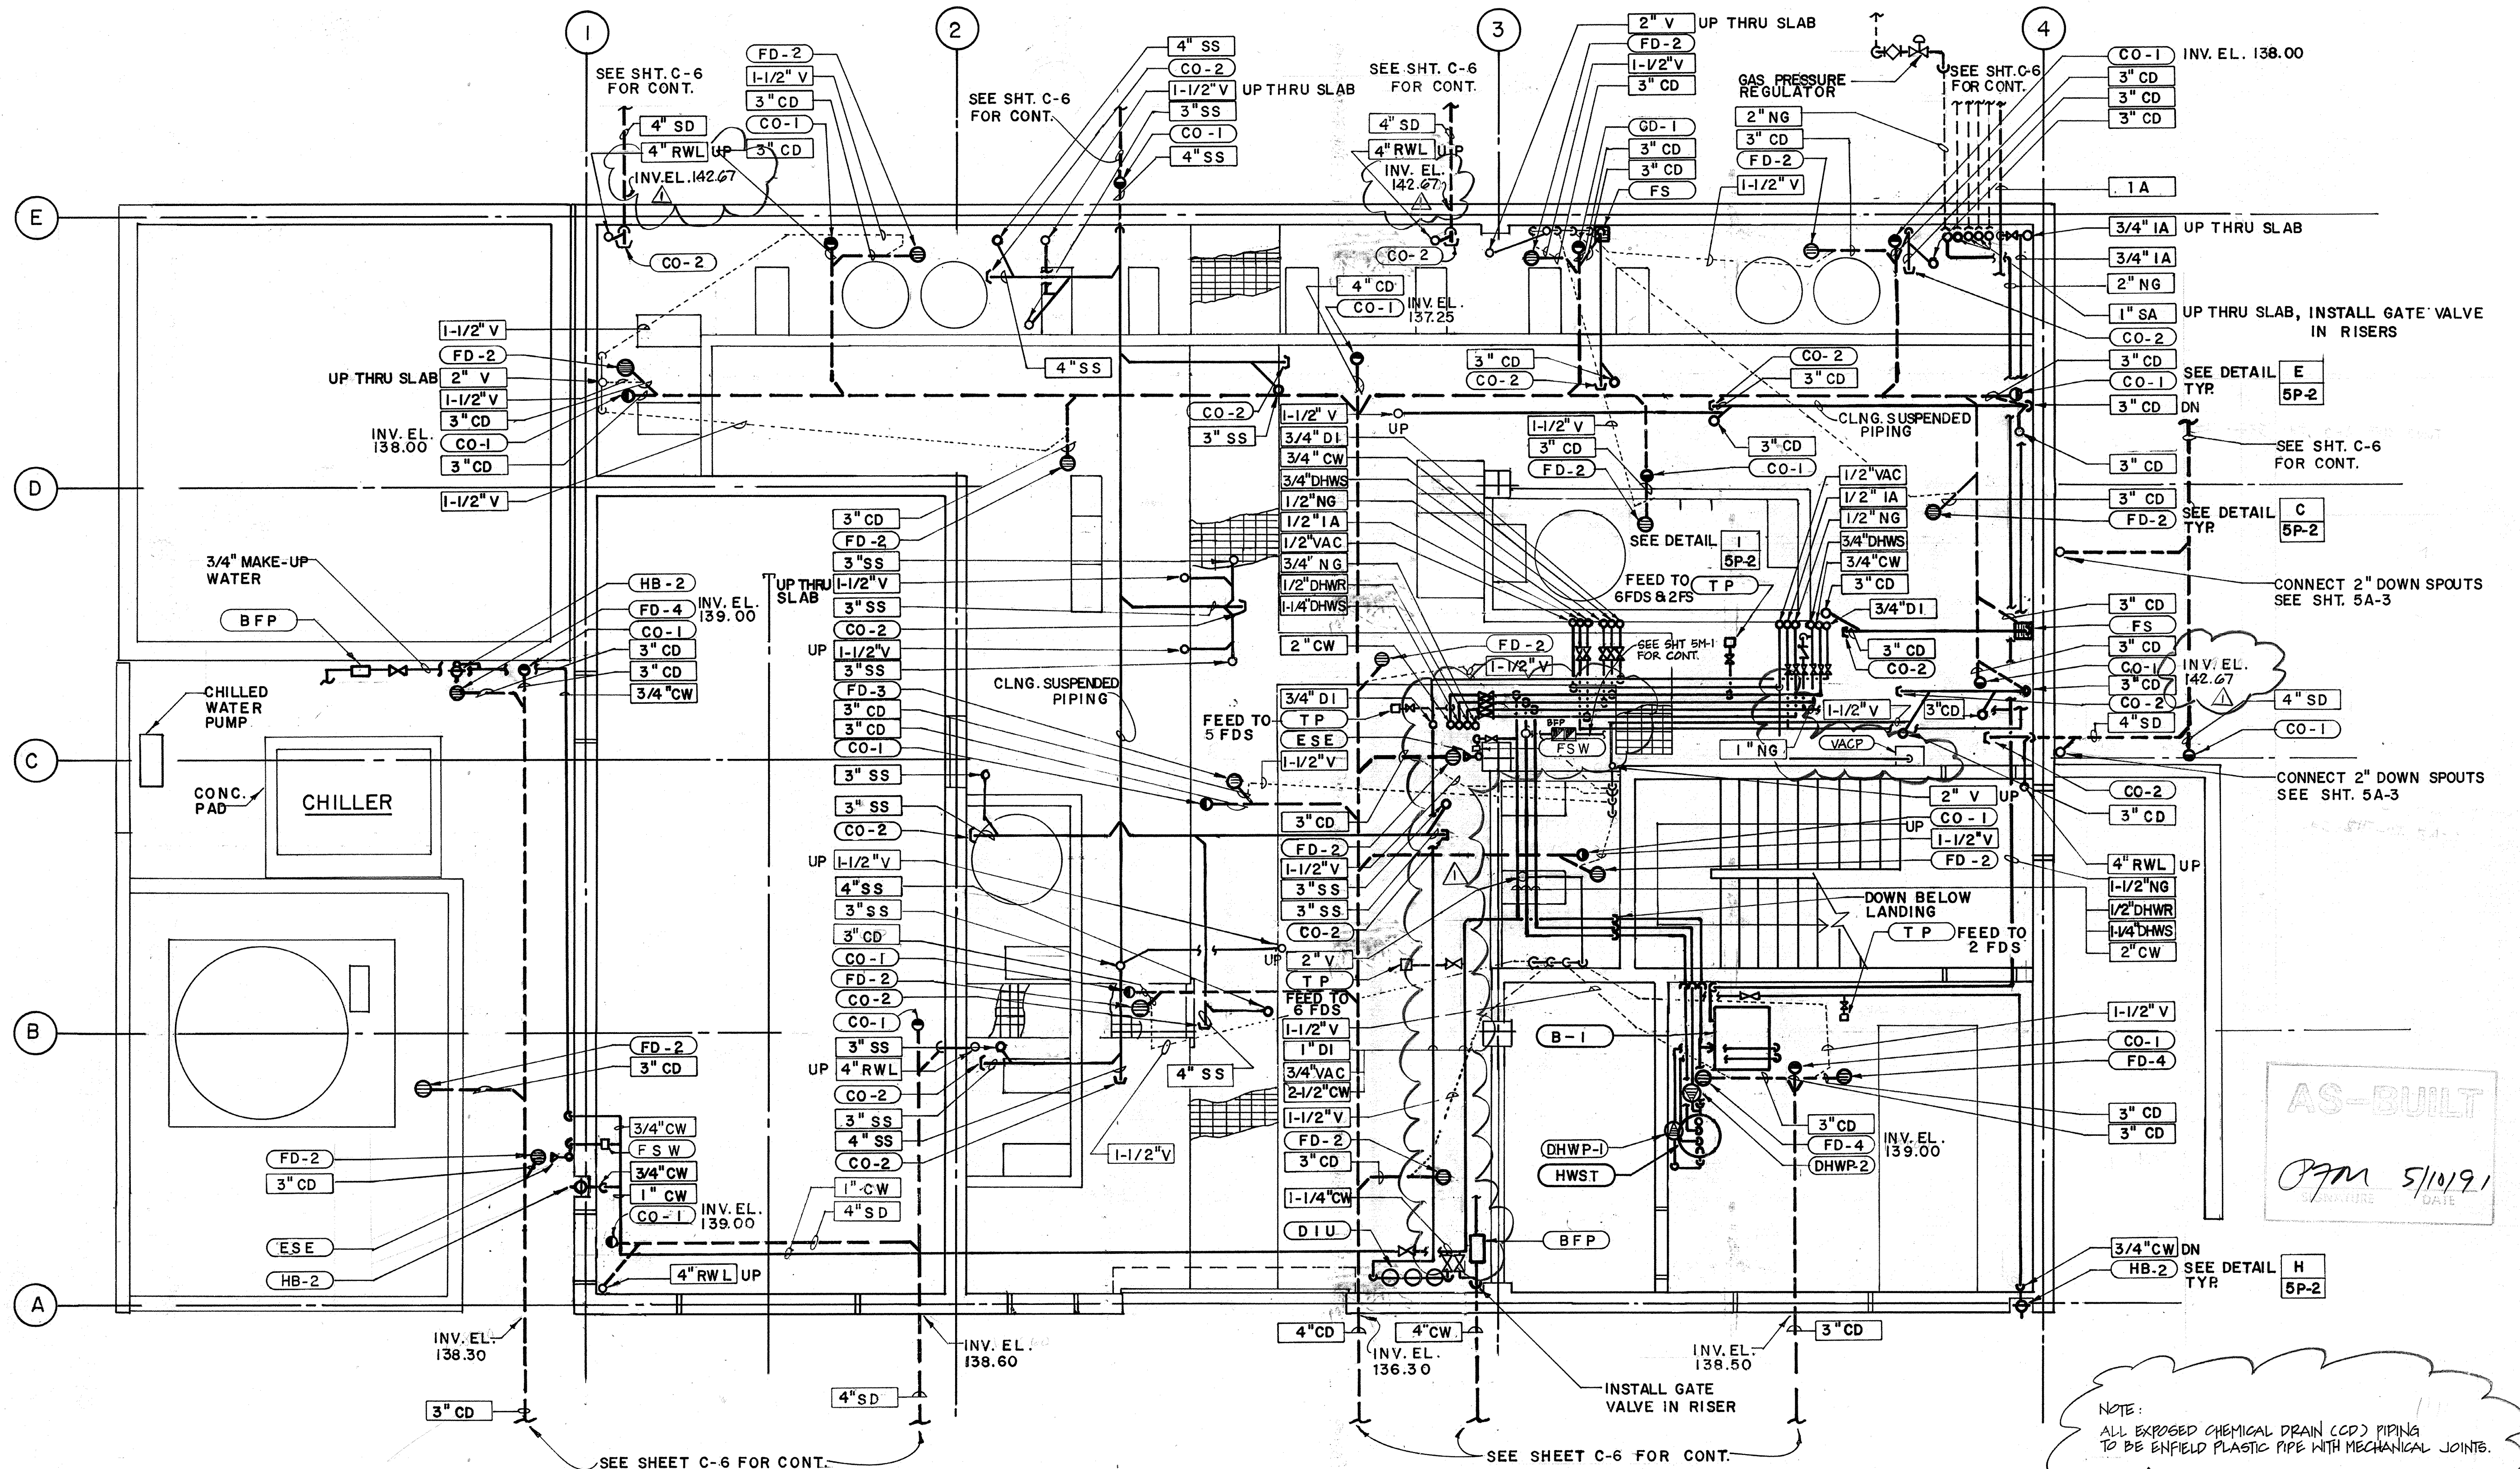 1
2
3
4
E
D
C
B
A
SEE SHT. C-6
FOR CONT.
4" SD
4" RWL UP
INV. EL. 142.67
1
CO-2
FD-2
1-1/2" V
3" CD
CO-1
3" CD
SEE SHT. C-6
FOR CONT.
4" SS
CO-2
1-1/2" V UP THRU SLAB
3" SS
CO-1
4" SS
SEE SHT. C-6
FOR CONT.
4" SD
4" RWL UP
INV. EL.
142.67
1
CO-2
4" CD
CO-1 INV. EL.
137.25
2" V UP THRU SLAB
FD-2
1-1/2" V
3" CD
GD-1
3" CD
3" CD
FS
GAS PRESSURE
REGULATOR
2" NG
3" CD
FD-2
1-1/2" V
SEE SHT. C-6
FOR CONT.
CO-1 INV. EL. 138.00
3" CD
3" CD
3" CD
1 A
3/4" IA UP THRU SLAB
3/4" IA
2" NG
1" SA UP THRU SLAB, INSTALL GATE VALVE
IN RISERS
CO-2
3" CD
CO-1 SEE DETAIL E
TYP. 5P-2
3" CD DN
SEE SHT. C-6
FOR CONT.
3" CD
3" CD
FD-2 SEE DETAIL C
TYP. 5P-2
CONNECT 2" DOWN SPOUTS
SEE SHT. 5A-3
3" CD
FS
3" CD
CO-1 INV. EL.
142.67
1
3" CD
CO-2
4" SD
4" SD
CO-1
CONNECT 2" DOWN SPOUTS
SEE SHT. 5A-3
CO-2
3" CD
4" RWL UP
1-1/2" NG
1/2" DHWR
1-1/4" DHWS
2" CW
1-1/2" V
CO-1
FD-4
3" CD
3" CD
3/4" CW DN
HB-2 SEE DETAIL H
TYP. 5P-2
1-1/2" V
FD-2
UP THRU SLAB 2" V
1-1/2" V
3" CD
INV. EL.
138.00 CO-1
3" CD
1-1/2" V
4" SS
CO-2
3" SS
3" CD
CO-2
CO-2
3" CD
CLNG. SUSPENDED
PIPING
3" CD
1-1/2" V
3" CD
FD-2
CO-1
UP
1-1/2" V
3/4" DI
3/4" CW
3/4" DHWS
1/2" NG
1/2" IA
1/2" VAC
3/4" NG
1/2" DHWR
1-1/4" DHWS
2" CW
3/4" DI
FEED TO TP
5 FDS
ESE
1-1/2" V
3" CD
FD-2
1-1/2" V
3" SS
3" SS
CO-2
2" V
TP
FEED TO
6 FDS
1-1/2" V
1" DI
3/4" VAC
2-1/2" CW
1-1/2" V
FD-2
3" CD
1-1/4" CW
DIU
1/2" VAC
1/2" IA
1/2" NG
3/4" DHWS
3/4" CW
3" CD
3/4" DI
SEE DETAIL I
5P-2
FEED TO TP
6 FDS & 2 FS
FD-2
1-1/2" V
SEE SHT 5M-1
FOR CONT.
3" CD
CO-2
1-1/2" V
3" CD
BFP
FSW
1" NG
VACP
2" V UP
CO-1
UP
1-1/2" V
FD-2
1
DOWN BELOW
LANDING
TP FEED TO
2 FDS
B-1
DHWP-1
HWST
3" CD
FD-4 INV. EL.
139.00
DHWP-2
BFP
3" CD
FD-2
3" SS
UP THRU
SLAB 1-1/2" V
3" SS
CO-2
UP 1-1/2" V
3" SS
FD-3
3" CD
3" CD
CO-1
CLNG. SUSPENDED
PIPING
3" SS
3" SS
CO-2
UP 1-1/2" V
4" SS
3" SS
3" CD
CO-1
FD-2
CO-2
CO-1
3" SS
UP 4" RWL
CO-2
3" SS
4" SS
CO-2
1" CW
4" SD
UP
4" SS
1-1/2" V
3/4" MAKE-UP
WATER
BFP
HB-2
FD-4 INV. EL.
139.00
CO-1
3" CD
3" CD
3/4" CW
CHILLED
WATER
PUMP
CONC.
PAD
CHILLER
FD-2
3" CD
3/4" CW
FSW
3/4" CW
1" CW
CO-1 INV. EL.
139.00
FD-2
3" CD
ESE
HB-2
4" RWL UP
INV. EL.
138.30
3" CD
INV. EL.
138.60
4" SD
4" CD
4" CW
INV. EL.
136.30
INV. EL.
138.50
3" CD
INSTALL GATE
VALVE IN RISER
SEE SHEET C-6 FOR CONT.
SEE SHEET C-6 FOR CONT.
AS-BUILT
5/10/91
SIGNATURE DATE
NOTE:
ALL EXPOSED CHEMICAL DRAIN (CD) PIPING
TO BE ENFIELD PLASTIC PIPE WITH MECHANICAL JOINTS.